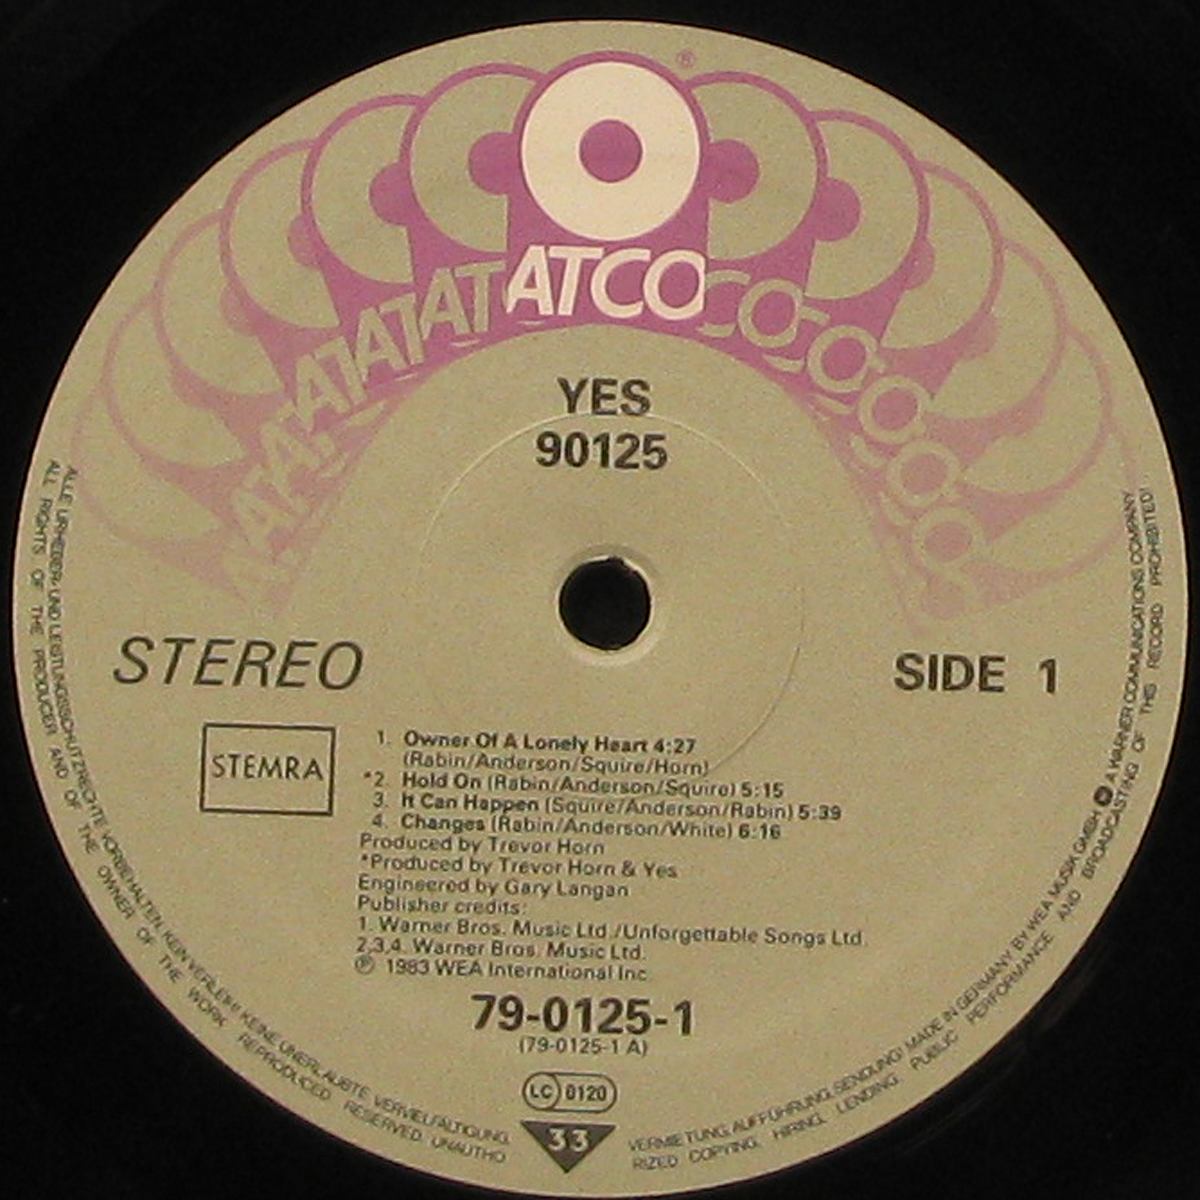 ®
ATATATATATCOCOCOCOCO
YES
90125
STEREO
SIDE 1
STEMRA
1. Owner Of A Lonely Heart 4:27
(Rabin/Anderson/Squire/Horn)
*2. Hold On (Rabin/Anderson/Squire) 5:15
3. It Can Happen (Squire/Anderson/Rabin) 5:39
4. Changes (Rabin/Anderson/White) 6:16
Produced by Trevor Horn
*Produced by Trevor Horn & Yes
Engineered by Gary Langan
Publisher credits:
1. Warner Bros. Music Ltd./Unforgettable Songs Ltd.
2,3,4. Warner Bros. Music Ltd.
℗ 1983 WEA International Inc.
79-0125-1
(79-0125-1 A)
LC 0120
33
ALLE URHEBER- UND LEISTUNGSSCHUTZRECHTE VORBEHALTEN. KEIN VERLEIH! KEINE UNERLAUBTE VERVIELFÄLTIGUNG, VERMIETUNG, AUFFÜHRUNG, SENDUNG! MADE IN GERMANY BY WEA MUSIK GMBH A WARNER COMMUNICATIONS COMPANY
ALL RIGHTS OF THE PRODUCER AND OF THE OWNER OF THE WORK REPRODUCED RESERVED. UNAUTHORIZED COPYING, HIRING, LENDING, PUBLIC PERFORMANCE AND BROADCASTING OF THIS RECORD PROHIBITED!